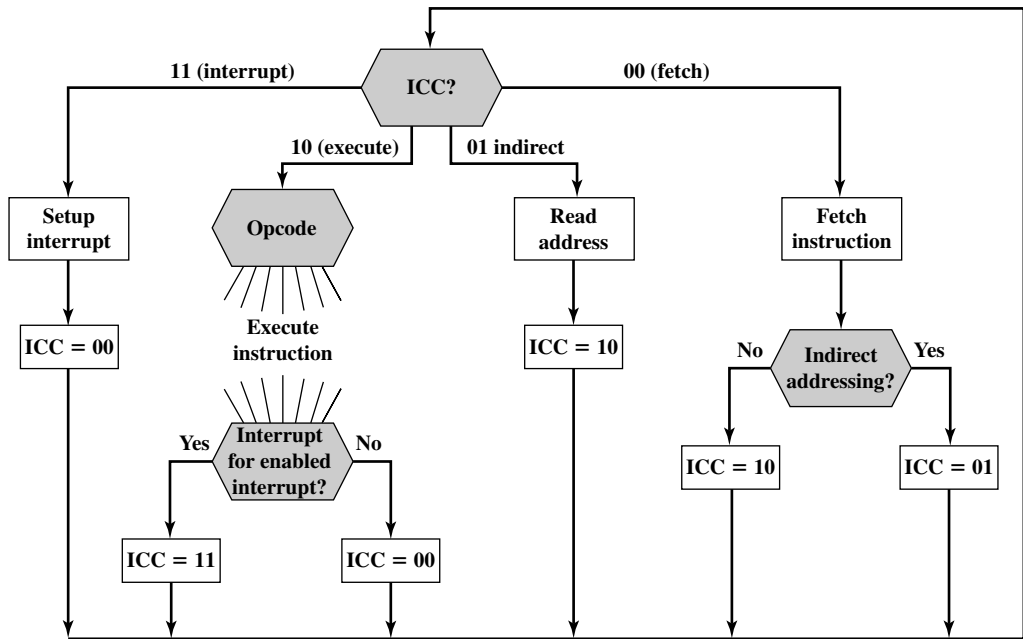 ICC?
11 (interrupt)
00 (fetch)
10 (execute)
01 indirect
Setup
interrupt
Opcode
Read
address
Fetch
instruction
ICC = 00
Execute
instruction
ICC = 10
No
Indirect
addressing?
Yes
Yes
Interrupt
for enabled
interrupt?
No
ICC = 10
ICC = 01
ICC = 11
ICC = 00